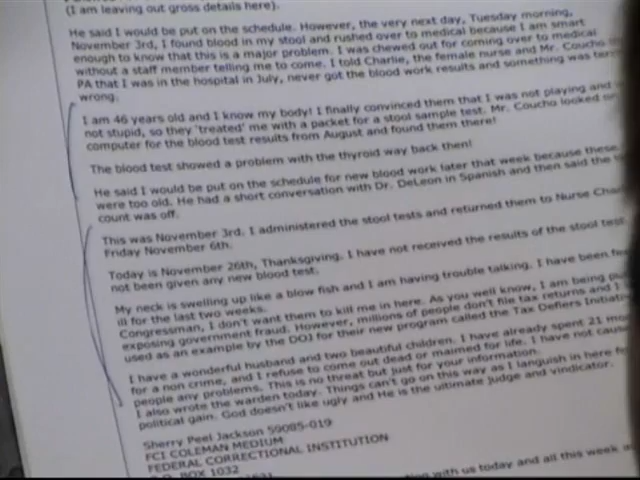 (I am leaving out gross details here).
He said I would be put on the schedule. However, the very next day, Tuesday morning,
November 3rd, I found blood in my stool and rushed over to medical because I am smart
enough to know that this is a major problem. I was chewed out for coming over to medical
without a staff member telling me to come. I told Charlie, the female nurse and Mr. Coucho
PA that I was in the hospital in July, never got the blood work results and something was
wrong.
I am 46 years old and I know my body! I finally convinced them that I was not playing and
not stupid, so they 'treated' me with a packet for a stool sample test. Mr. Coucho looked
computer for the blood test results from August and found them there!
The blood test showed a problem with the thyroid way back then!
He said I would be put on the schedule for new blood work later that week because these
were too old. He had a short conversation with Dr. DeLeon in Spanish and then said the
count was off.
This was November 3rd. I administered the stool tests and returned them to Nurse
Friday November 6th.
Today is November 26th, Thanksgiving. I have not received the results of the stool test
not been given any new blood test.
My neck is swelling up like a blow fish and I am having trouble talking. I have been
ill for the last two weeks.
Congressman, I don't want them to kill me in here. As you well know, I am being
exposing government fraud. However, millions of people don't file tax returns and I
used as an example by the DOJ for their new program called the Tax Defiers
I have a wonderful husband and two beautiful children. I have already spent 21
for a non crime, and I refuse to come out dead or maimed for life. I have not
people any problems. This is no threat but just for your information.
I also wrote the warden today. Things can't go on this way as I languish in here
political gain. God doesn't like ugly and He is the ultimate Judge and vindicator.
Sherry Peel Jackson 59085-019
FCI COLEMAN MEDIUM
FEDERAL CORRECTIONAL INSTITUTION
P.O. BOX 1032
with us today and all this week